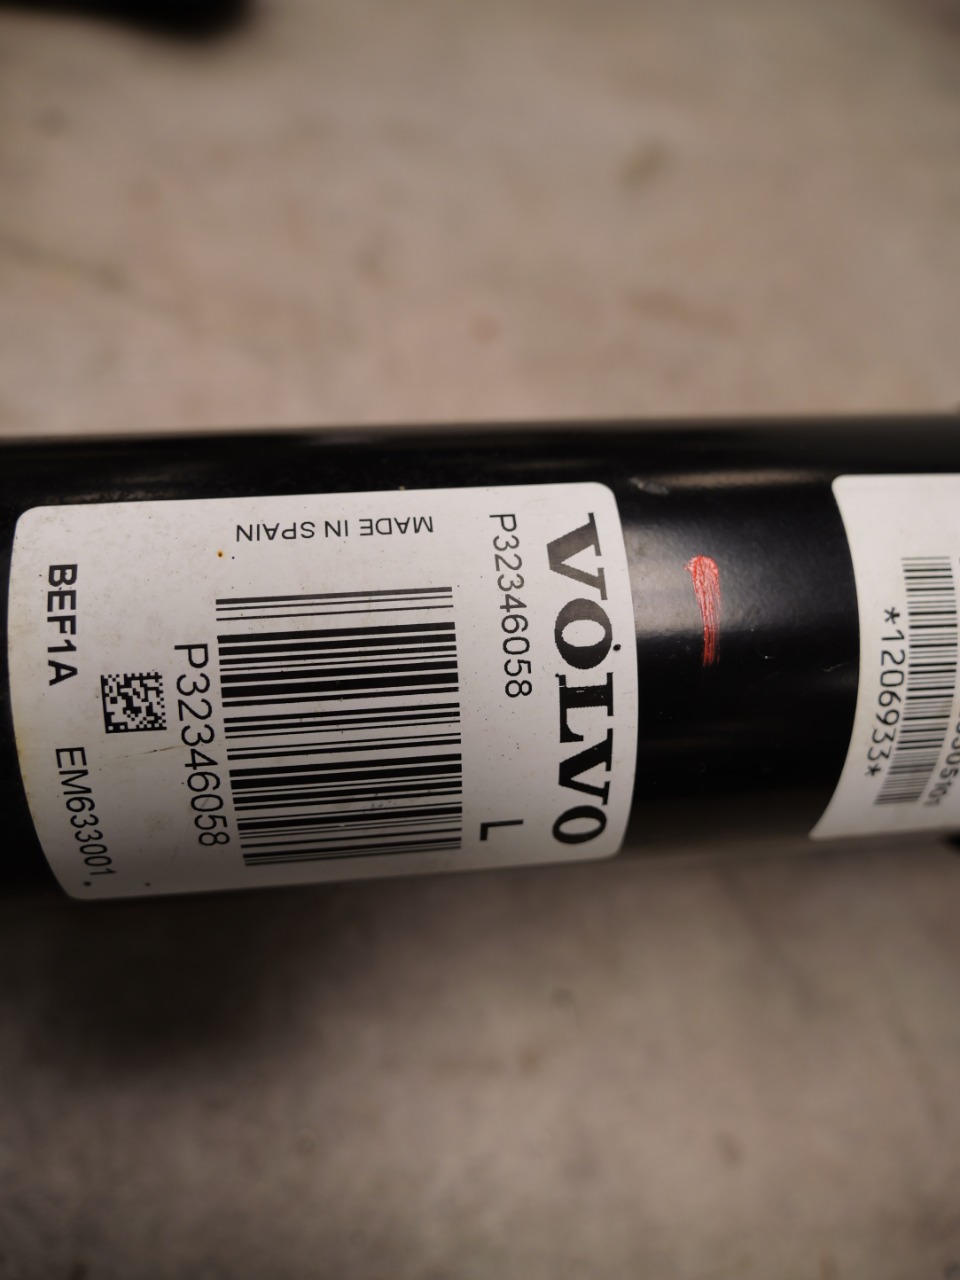 VOLVO
P32346058
L
MADE IN SPAIN
P32346058
BEF1A EM633001
*1206933*